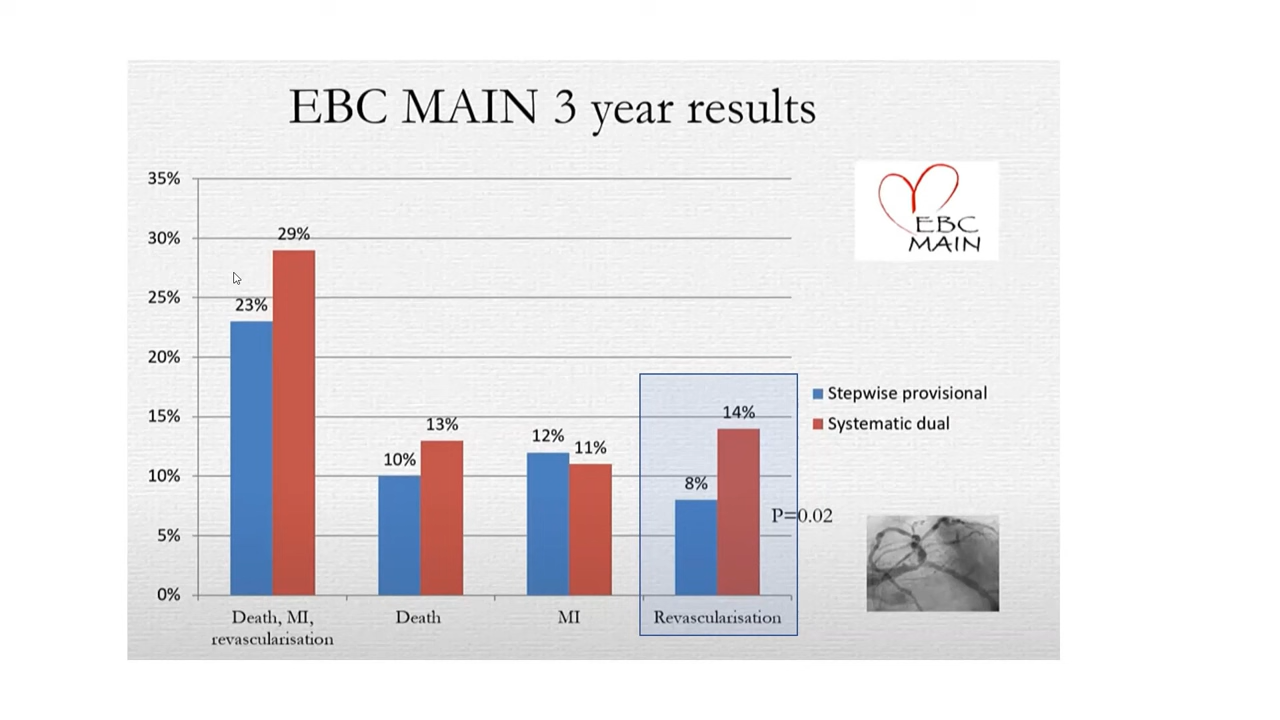 EBC MAIN 3 year results
35%
30%
25%
20%
15%
10%
5%
0%
23%
29%
10%
13%
12%
11%
8%
14%
P=0.02
Death, MI,
revascularisation
Death
MI
Revascularisation
Stepwise provisional
Systematic dual
EBC
MAIN